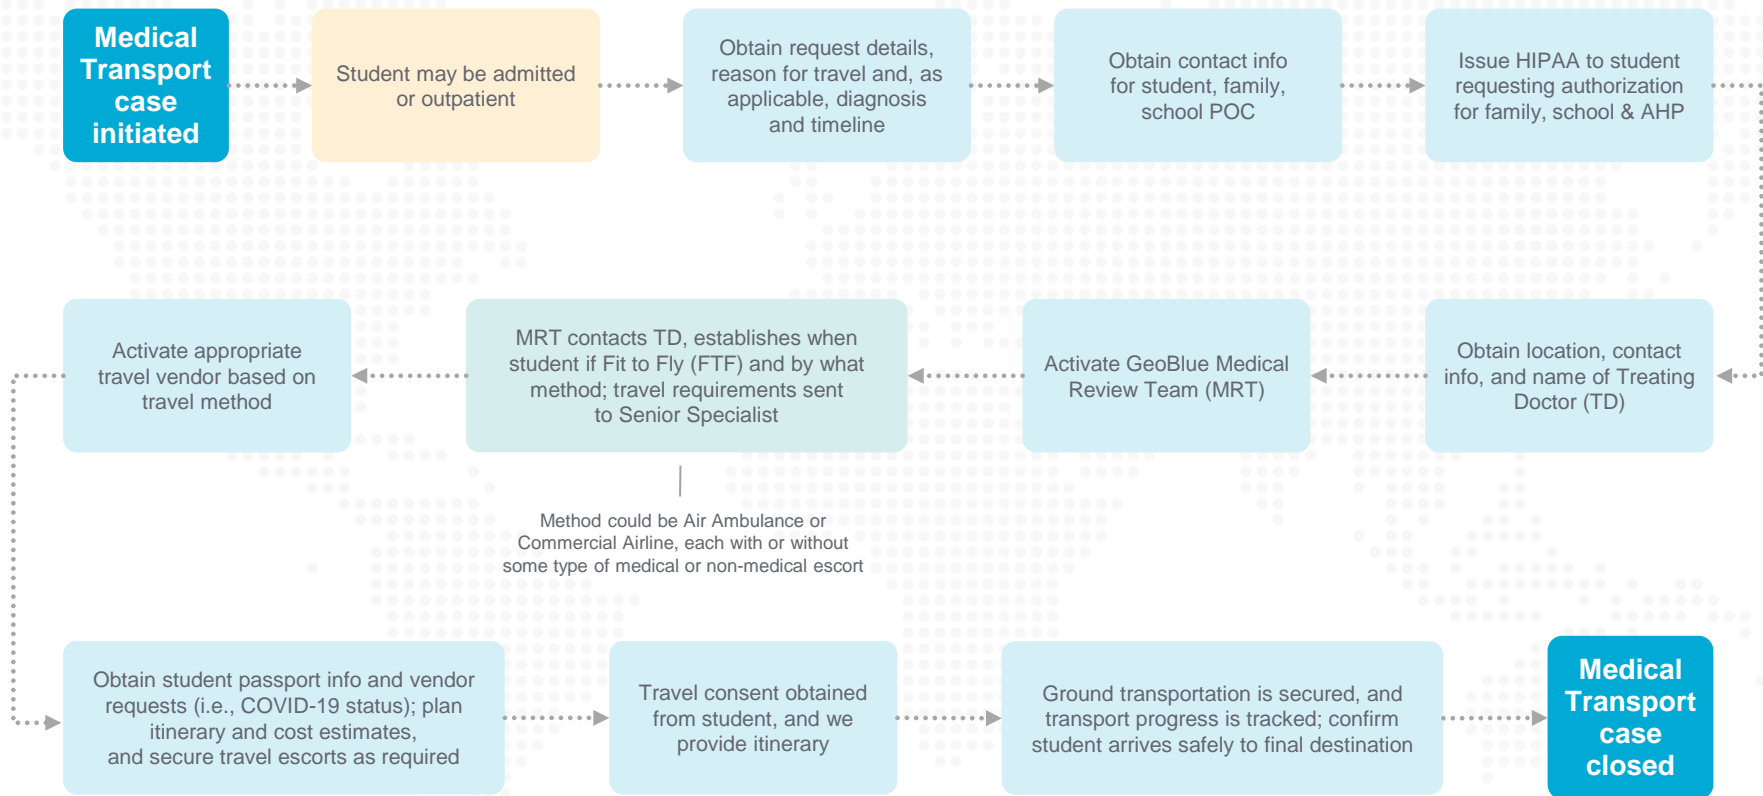 Medical
Transport
case
initiated
Student may be admitted
or outpatient
Obtain request details,
reason for travel and, as
applicable, diagnosis
and timeline
Obtain contact info
for student, family,
school POC
Issue HIPAA to student
requesting authorization
for family, school & AHP
Obtain location, contact
info, and name of Treating
Doctor (TD)
Activate GeoBlue Medical
Review Team (MRT)
MRT contacts TD, establishes when
student if Fit to Fly (FTF) and by what
method; travel requirements sent
to Senior Specialist
Method could be Air Ambulance or
Commercial Airline, each with or without
some type of medical or non-medical escort
Activate appropriate
travel vendor based on
travel method
Obtain student passport info and vendor
requests (i.e., COVID-19 status); plan
itinerary and cost estimates,
and secure travel escorts as required
Travel consent obtained
from student, and we
provide itinerary
Ground transportation is secured, and
transport progress is tracked; confirm
student arrives safely to final destination
Medical
Transport
case
closed